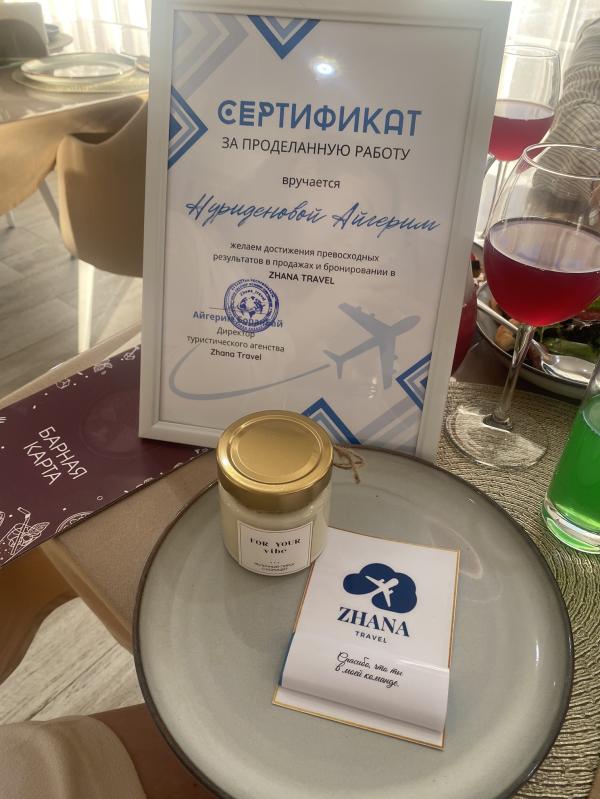 СЕРТИФИКАТ
ЗА ПРОДЕЛАННУЮ РАБОТУ
вручается
Нуриденовой Айгерим
желаем достижения превосходных
результатов в продажах и бронировании в
ZHANA TRAVEL
Айгерим
Директор
туристического агенства
Zhana Travel
БАРНАЯ
КАРТА
FOR YOUR
vibe
ZHANA
TRAVEL
Спасибо, что ты
в моей команде.